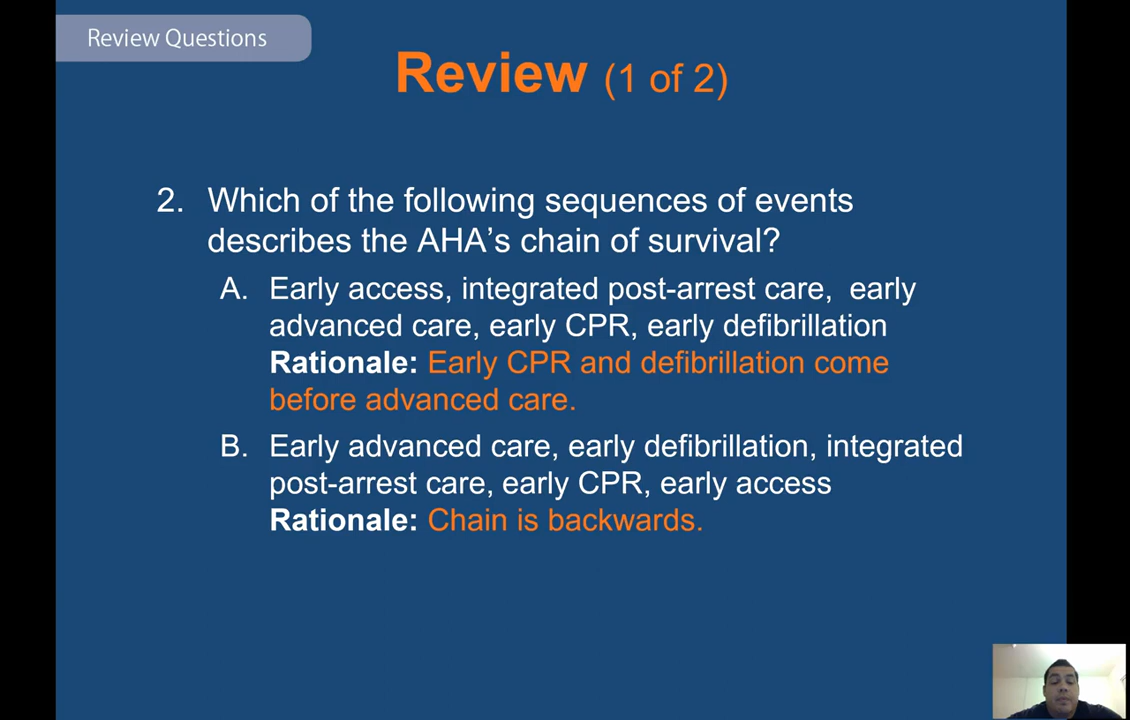 Review Questions
Review (1 of 2)
2. Which of the following sequences of events
describes the AHA’s chain of survival?
A. Early access, integrated post-arrest care, early
advanced care, early CPR, early defibrillation
Rationale: Early CPR and defibrillation come
before advanced care.
B. Early advanced care, early defibrillation, integrated
post-arrest care, early CPR, early access
Rationale: Chain is backwards.